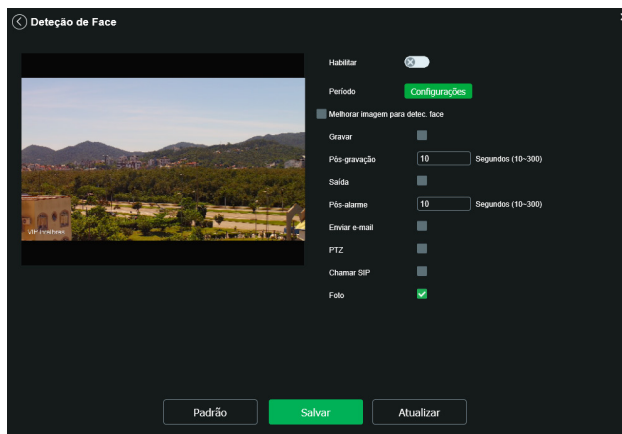 Deteção de Face
Habilitar
Período Configurações
Melhorar imagem para detec. face
Gravar
Pós-gravação 10 Segundos (10~300)
Saída
Pós-alarme 10 Segundos (10~300)
Enviar e-mail
PTZ
Chamar SIP
Foto
Padrão Salvar Atualizar